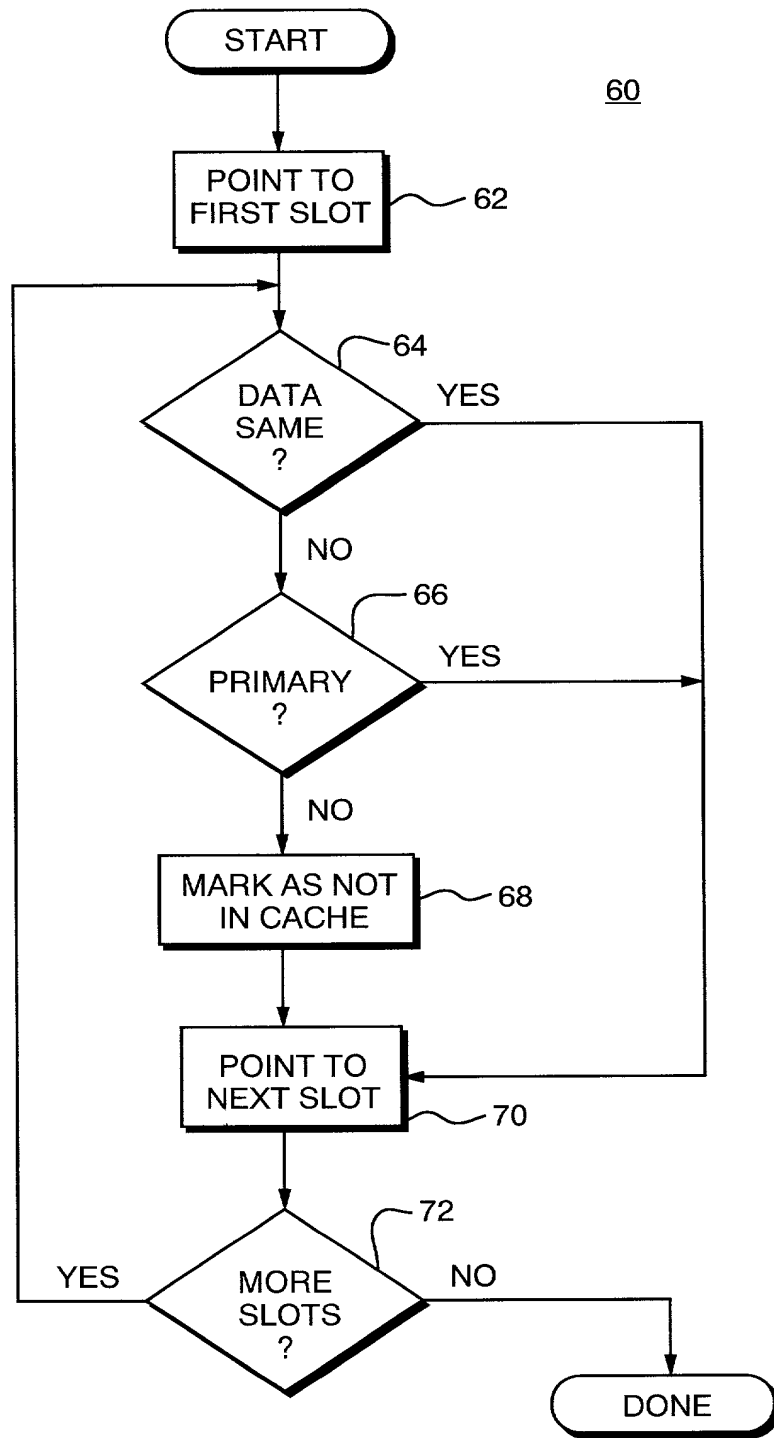 START
60
POINT TO
FIRST SLOT
62
64
DATA
SAME
?
YES
NO
66
PRIMARY
?
YES
NO
MARK AS NOT
IN CACHE
68
POINT TO
NEXT SLOT
70
72
YES
MORE
SLOTS
?
NO
DONE